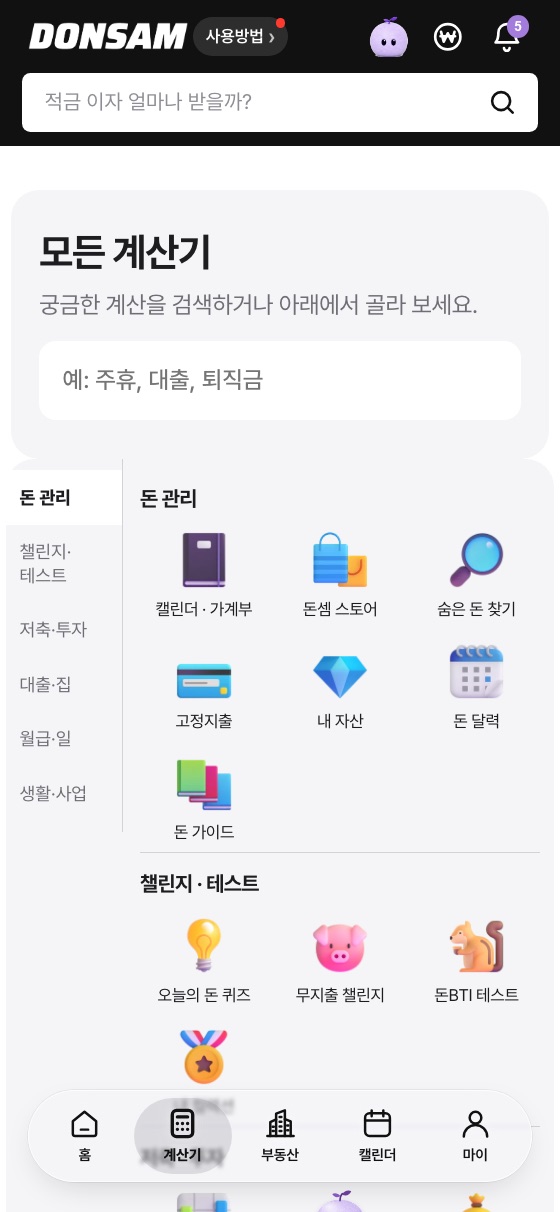 DONSAM
사용방법 ›
5
적금 이자 얼마나 받을까?
모든 계산기
궁금한 계산을 검색하거나 아래에서 골라 보세요.
예: 주휴, 대출, 퇴직금
돈 관리
챌린지·
테스트
저축·투자
대출·집
월급·일
생활·사업
돈 관리
캘린더 · 가계부
돈셈 스토어
숨은 돈 찾기
고정지출
내 자산
돈 달력
돈 가이드
챌린지 · 테스트
오늘의 돈 퀴즈
무지출 챌린지
돈BTI 테스트
홈
계산기
부동산
캘린더
마이